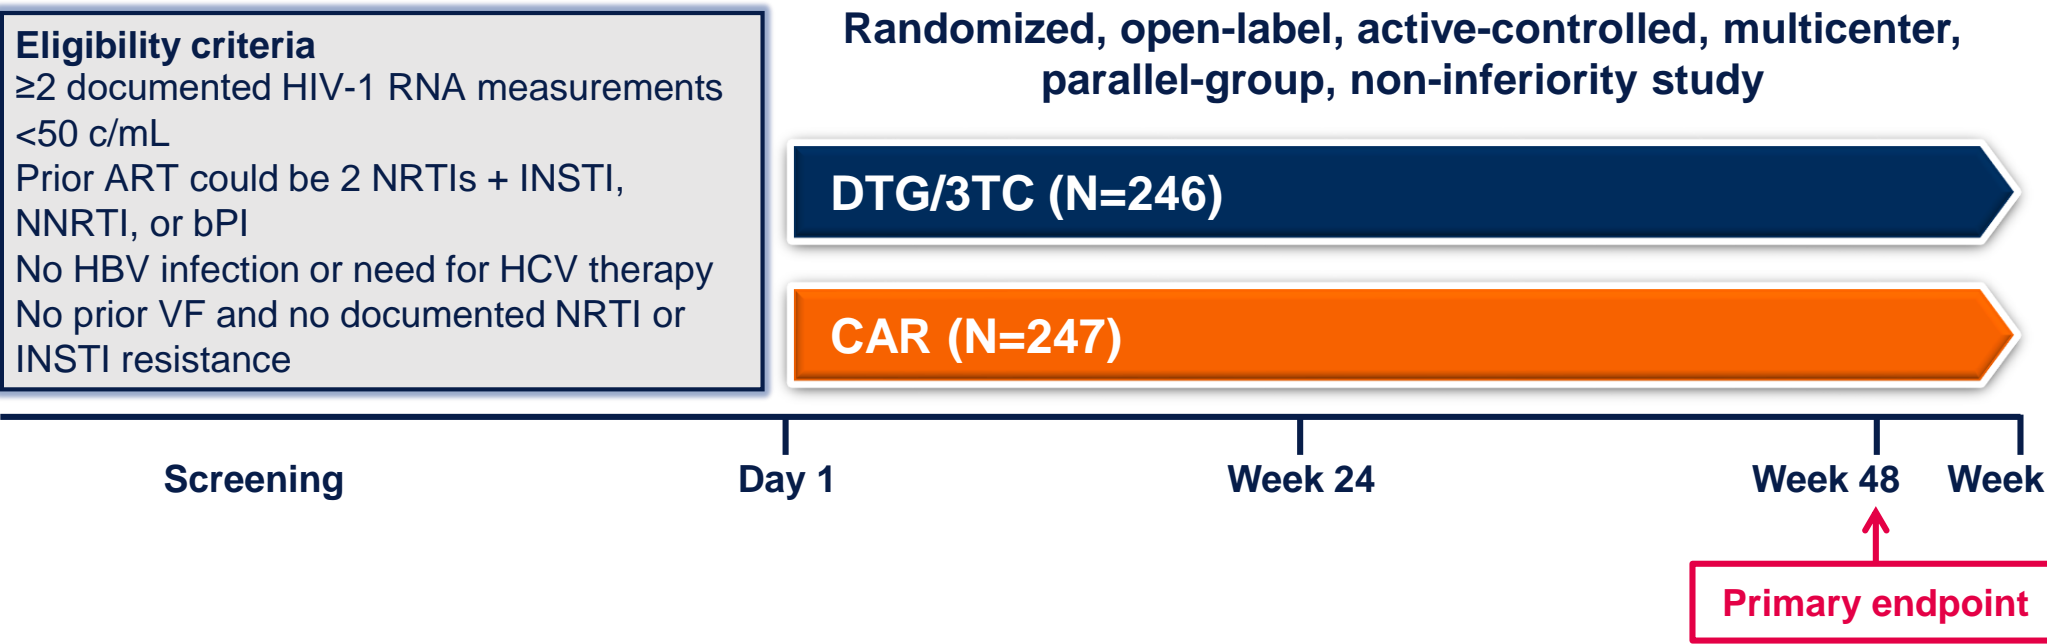 Eligibility criteria
≥2 documented HIV-1 RNA measurements
<50 c/mL
Prior ART could be 2 NRTIs + INSTI,
NNRTI, or bPI
No HBV infection or need for HCV therapy
No prior VF and no documented NRTI or
INSTI resistance
Randomized, open-label, active-controlled, multicenter,
parallel-group, non-inferiority study
DTG/3TC (N=246)
CAR (N=247)
Screening
Day 1
Week 24
Week 48
Week
Primary endpoint